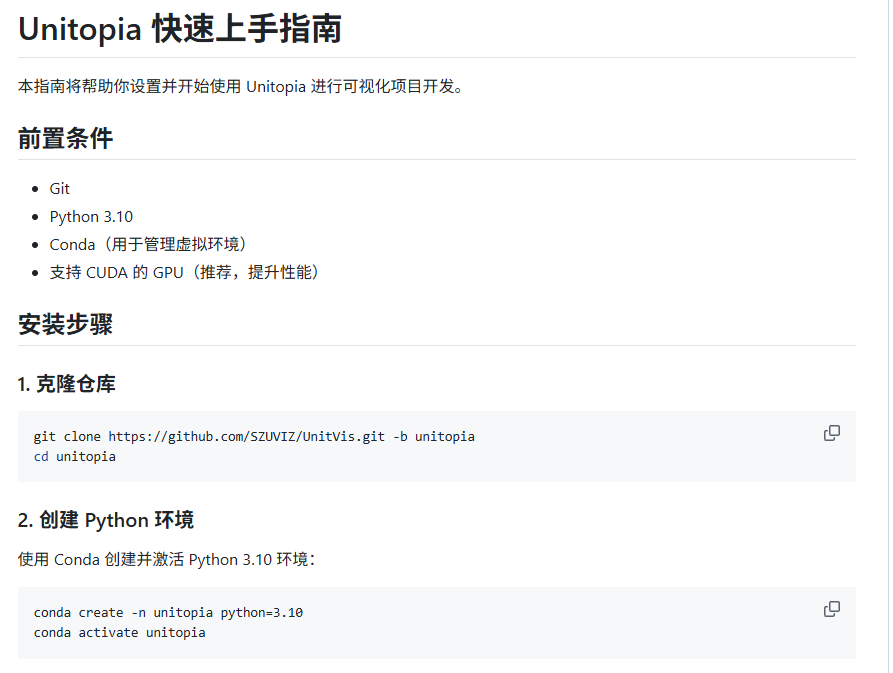 Unitopia 快速上手指南
本指南将帮助你设置并开始使用 Unitopia 进行可视化项目开发。
前置条件
Git
Python 3.10
Conda（用于管理虚拟环境）
支持 CUDA 的 GPU（推荐，提升性能）
安装步骤
1. 克隆仓库
git clone https://github.com/SZUVIZ/UnitVis.git -b unitopia
cd unitopia
2. 创建 Python 环境
使用 Conda 创建并激活 Python 3.10 环境：
conda create -n unitopia python=3.10
conda activate unitopia